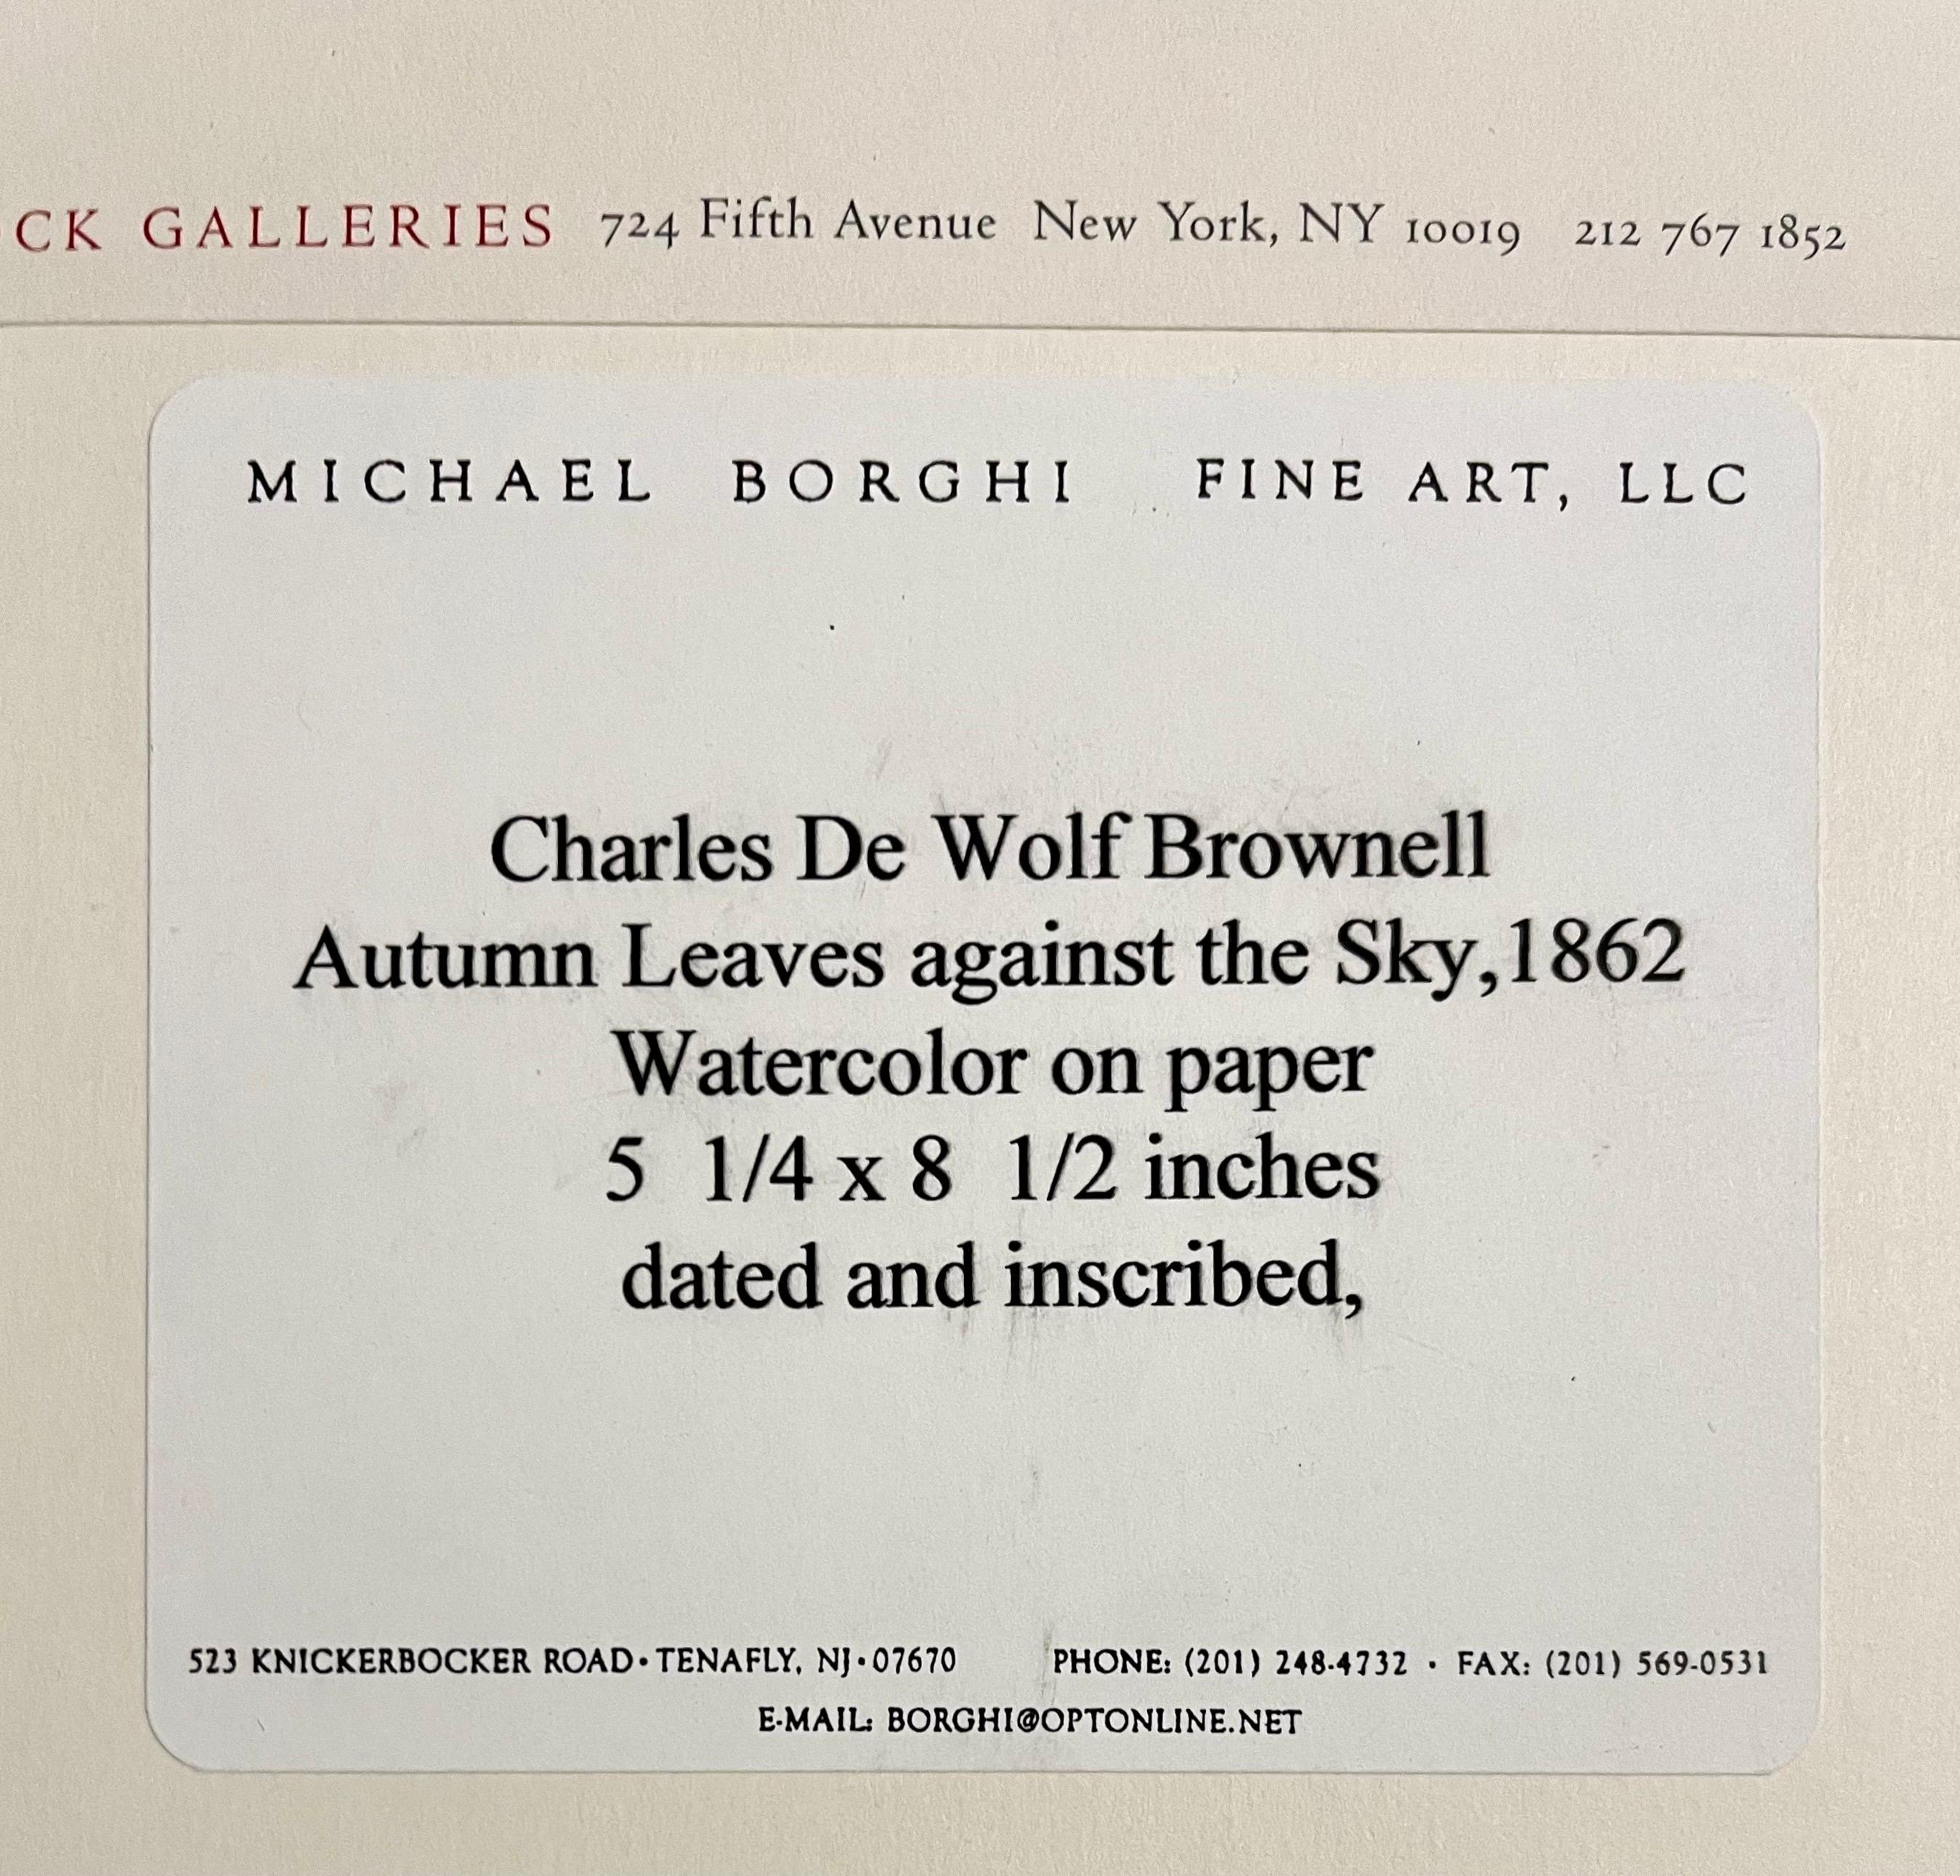 CK GALLERIES 724 Fifth Avenue New York, NY 10019 212 767 1852
MICHAEL BORGHI FINE ART, LLC
Charles De Wolf Brownell
Autumn Leaves against the Sky,1862
Watercolor on paper
5 1/4 x 8 1/2 inches
dated and inscribed,
523 KNICKERBOCKER ROAD • TENAFLY, NJ • 07670 PHONE: (201) 248-4732 • FAX: (201) 569-0531
E-MAIL: BORGHI@OPTONLINE.NET